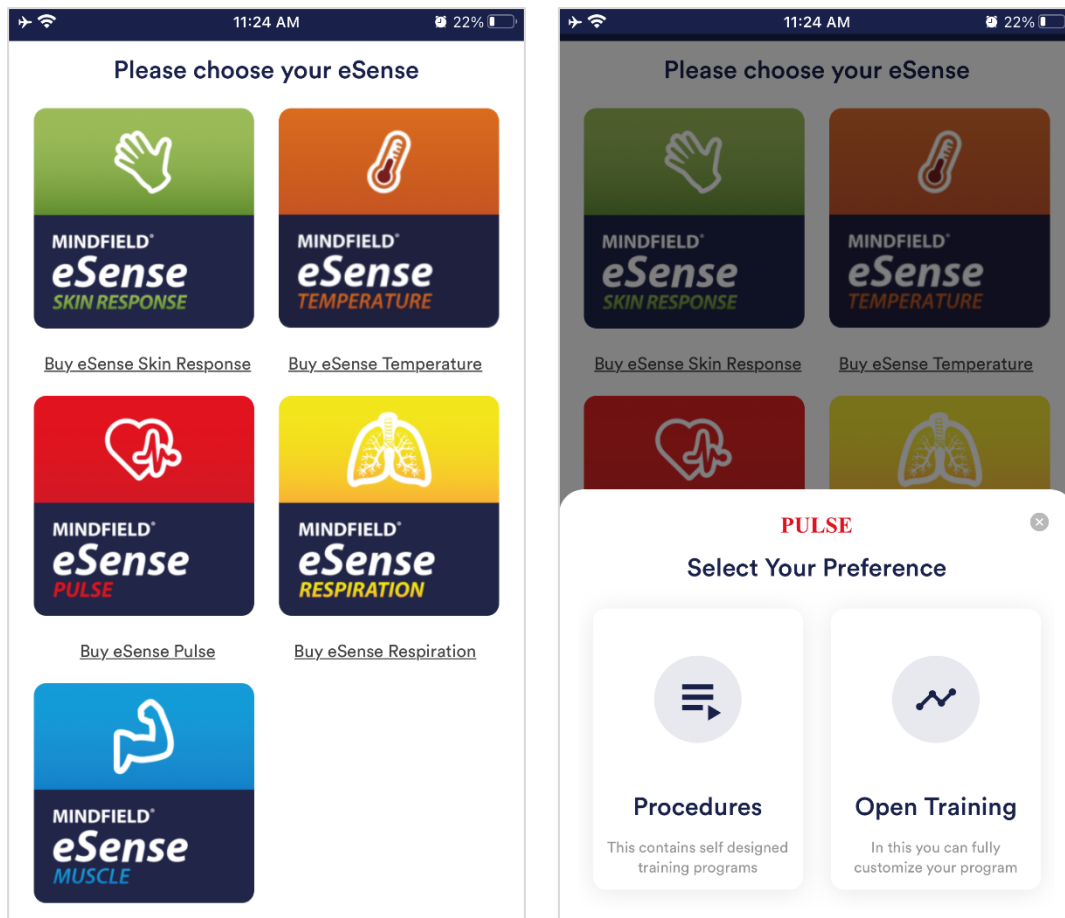 11:24 AM
22%
Please choose your eSense
MINDFIELD®
eSense
SKIN RESPONSE
MINDFIELD®
eSense
TEMPERATURE
Buy eSense Skin Response
Buy eSense Temperature
MINDFIELD®
eSense
PULSE
MINDFIELD®
eSense
RESPIRATION
Buy eSense Pulse
Buy eSense Respiration
MINDFIELD®
eSense
MUSCLE
11:24 AM
22%
Please choose your eSense
MINDFIELD®
eSense
SKIN RESPONSE
MINDFIELD®
eSense
TEMPERATURE
Buy eSense Skin Response
Buy eSense Temperature
PULSE
Select Your Preference
Procedures
This contains self designed
training programs
Open Training
In this you can fully
customize your program